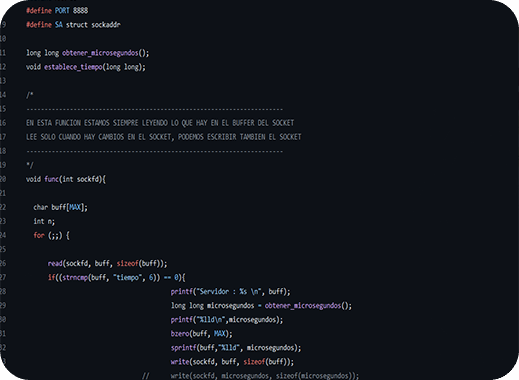 #define PORT 8888
9 #define SA struct sockaddr
10
11 long long obtener_microsegundos();
12 void establece_tiempo(long long);
13
14 /*
15 ------------------------------------------------------------------
16 EN ESTA FUNCION ESTAMOS SIEMPRE LEYENDO LO QUE HAY EN EL BUFFER DEL SOCKET
17 LEE SOLO CUANDO HAY CAMBIOS EN EL SOCKET, PODEMOS ESCRIBIR TAMBIEN EL SOCKET
18 ------------------------------------------------------------------
19 */
20 void func(int sockfd){
21
22 char buff[MAX];
23 int n;
24 for (;;) {
25
26 read(sockfd, buff, sizeof(buff));
27 if((strncmp(buff, "tiempo", 6)) == 0){
28 printf("Servidor : %s \n", buff);
29 long long microsegundos = obtener_microsegundos();
30 printf("%lld\n",microsegundos);
31 bzero(buff, MAX);
32 sprintf(buff,"%lld", microsegundos);
33 write(sockfd, buff, sizeof(buff));
// write(sockfd, microsegundos, sizeof(microsegundos));